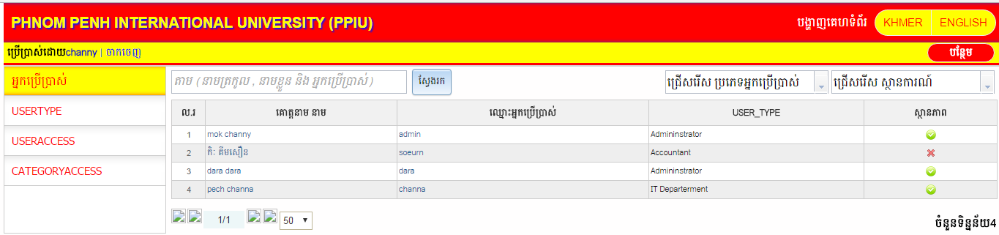 PHNOM PENH INTERNATIONAL UNIVERSITY (PPIU) បង្ហាញគេហទំព័រ KHMER ENGLISH
ប្រើប្រាស់ដោយchanny | ចាកចេញ បន្ថែម
អ្នកប្រើប្រាស់ តាម (នាមត្រកូល , នាមខ្លួន និង អ្នកប្រើប្រាស់) ស្វែងរក ជ្រើសរើស ប្រភេទអ្នកប្រើប្រាស់ ជ្រើសរើស ស្ថានការណ៍
USERTYPE
USERACCESS
CATEGORYACCESS
ល.រ គោត្តនាម នាម ឈ្មោះអ្នកប្រើប្រាស់ USER_TYPE ស្ថានភាព
1 mok channy admin Admininstrator
2 កិៈ គីមសឿន soeurn Accountant
3 dara dara dara Admininstrator
4 pech channa channa IT Departerment
1/1 50 ចំនួនទិន្នន័យ4